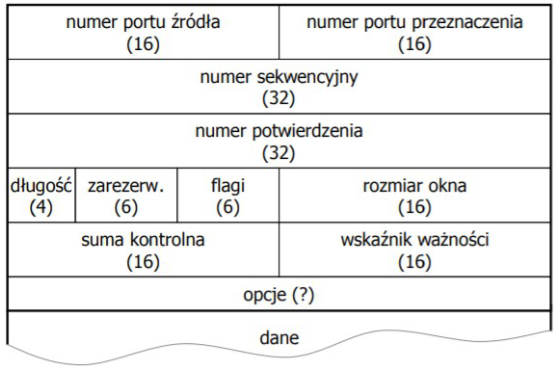 numer portu źródła numer portu przeznaczenia
(16) (16)
numer sekwencyjny
(32)
numer potwierdzenia
(32)
długość zarezerw. flagi rozmiar okna
(4) (6) (6) (16)
suma kontrolna wskaźnik ważności
(16) (16)
opcje (?)
dane